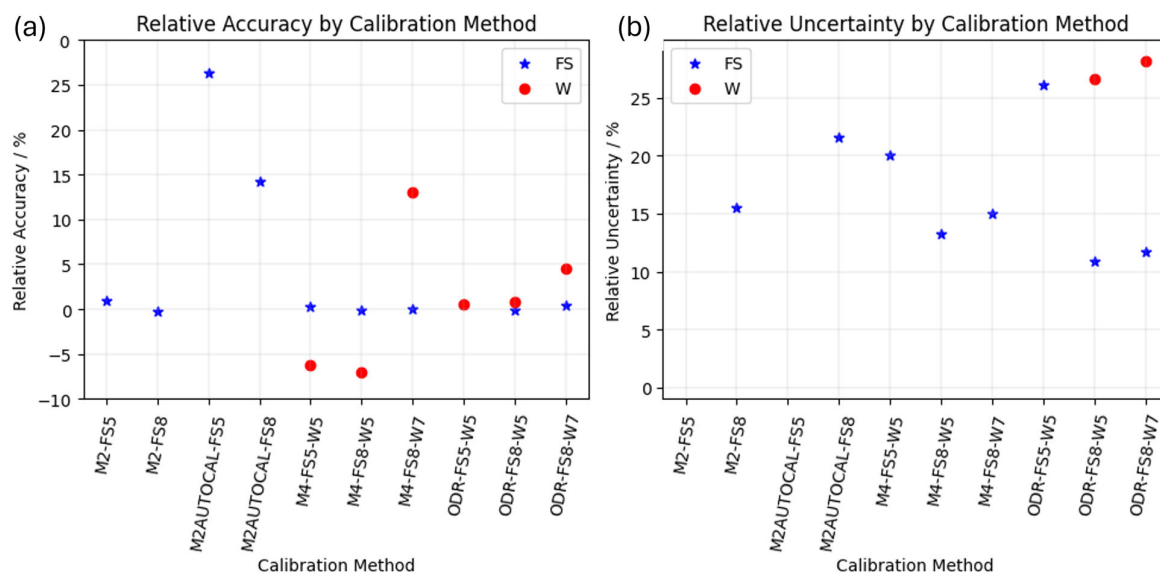 (a)
Relative Accuracy by Calibration Method
0
25
20
15
10
5
0
−5
−10
Relative Accuracy / %
FS
W
M2-FS5
M2-FS8
M2AUTOCAL-FS5
M2AUTOCAL-FS8
M4-FS5-W5
M4-FS8-W5
M4-FS8-W7
ODR-FS5-W5
ODR-FS8-W5
ODR-FS8-W7
Calibration Method
(b)
Relative Uncertainty by Calibration Method
25
20
15
10
5
0
Relative Uncertainty / %
FS
W
M2-FS5
M2-FS8
M2AUTOCAL-FS5
M2AUTOCAL-FS8
M4-FS5-W5
M4-FS8-W5
M4-FS8-W7
ODR-FS5-W5
ODR-FS8-W5
ODR-FS8-W7
Calibration Method